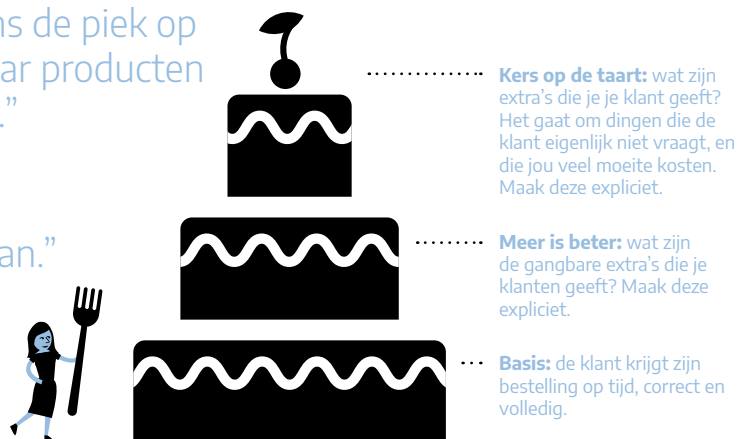 ns de piek op
ar producten
.”
an.”
Kers op de taart: wat zijn
extra’s die je je klant geeft?
Het gaat om dingen die de
klant eigenlijk niet vraagt, en
die jou veel moeite kosten.
Maak deze expliciet.
Meer is beter: wat zijn
de gangbare extra’s die je
klanten geeft? Maak deze
expliciet.
Basis: de klant krijgt zijn
bestelling op tijd, correct en
volledig.